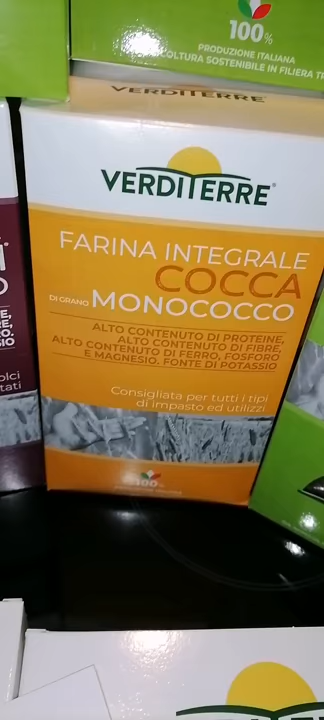 100%
PRODUZIONE ITALIANA
COLTURA SOSTENIBILE IN FILIERA
VERDITERRE
VERDITERRE®
FARINA INTEGRALE
COCCA
DI GRANO MONOCOCCO
ALTO CONTENUTO DI PROTEINE,
ALTO CONTENUTO DI FIBRE,
ALTO CONTENUTO DI FERRO, FOSFORO
E MAGNESIO. FONTE DI POTASSIO
Consigliata per tutti i tipi
di impasto ed utilizzi
100%
VERDITERRE